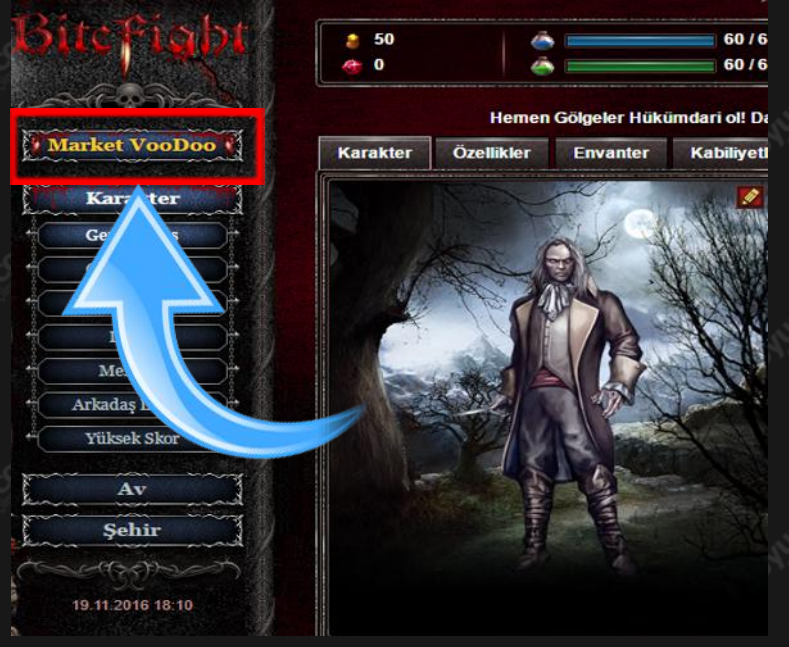 BiteFight
50
60 / 6
0
60 / 6
Hemen Gölgeler Hükümdari ol! Da
Market VooDoo
Karakter
Özellikler
Envanter
Kabiliyetl
Arkadaş
Yüksek Skor
Av
Şehir
19.11.2016 18:10